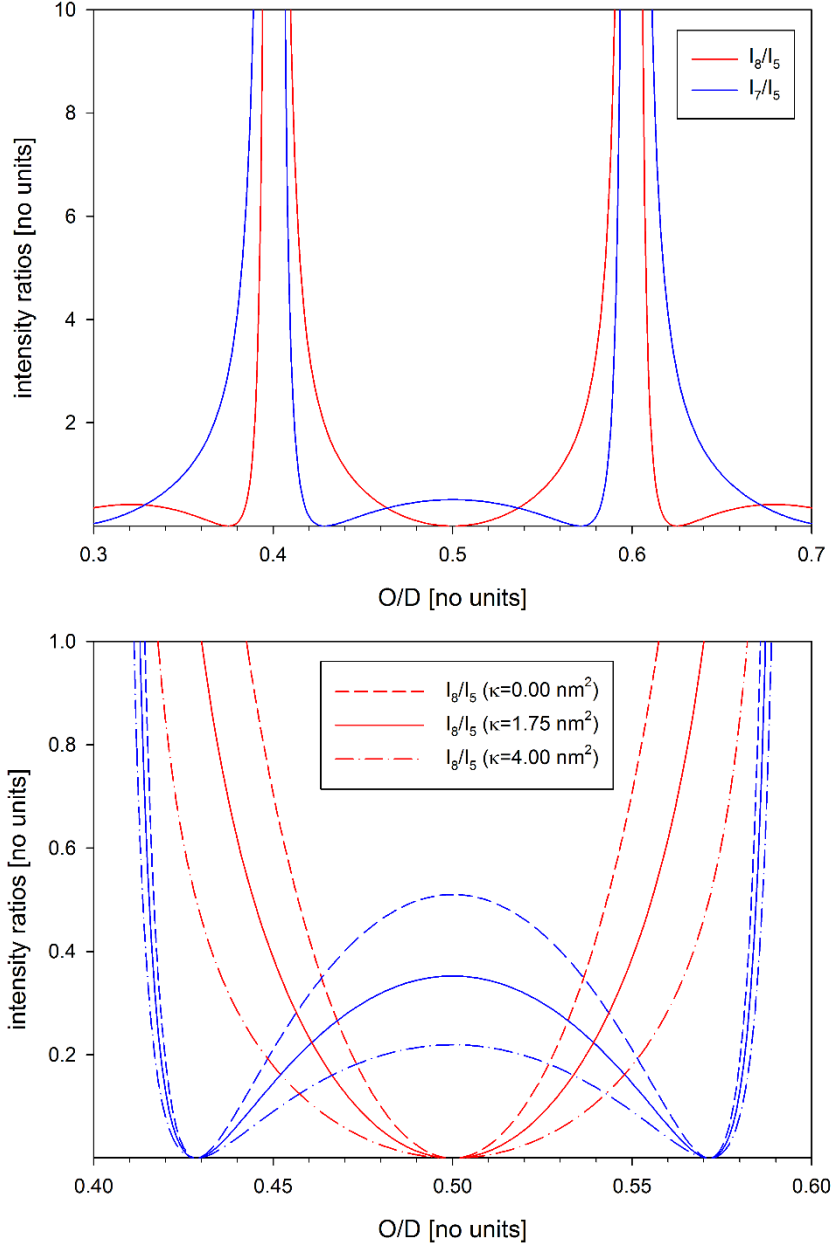 intensity ratios [no units]
10
8
6
4
2
I₈/I₅
I₇/I₅
0.3
0.4
0.5
0.6
0.7
O/D [no units]
intensity ratios [no units]
1.0
0.8
0.6
0.4
0.2
I₈/I₅ (κ=0.00 nm²)
I₈/I₅ (κ=1.75 nm²)
I₈/I₅ (κ=4.00 nm²)
0.40
0.45
0.50
0.55
0.60
O/D [no units]